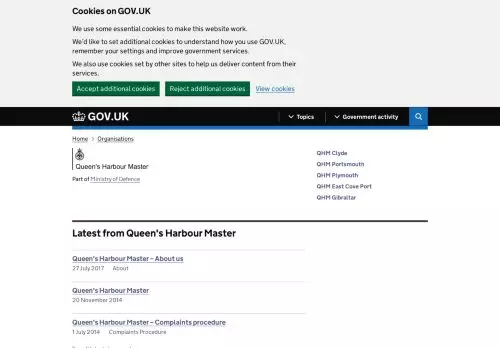 Cookies on GOV.UK
We use some essential cookies to make this website work.
We'd like to set additional cookies to understand how you use GOV.UK,
remember your settings and improve government services.
We also use cookies set by other sites to help us deliver content from their
services.
Accept additional cookies Reject additional cookies View cookies
GOV.UK Topics Government activity
Home Organisations
Queen's Harbour Master
Part of Ministry of Defence
QHM Clyde
QHM Portsmouth
QHM Plymouth
QHM East Cove Port
QHM Gibraltar
Latest from Queen's Harbour Master
Queen's Harbour Master – About us
27 July 2017 About
Queen's Harbour Master
20 November 2014
Queen's Harbour Master – Complaints procedure
1 July 2014 Complaints Procedure